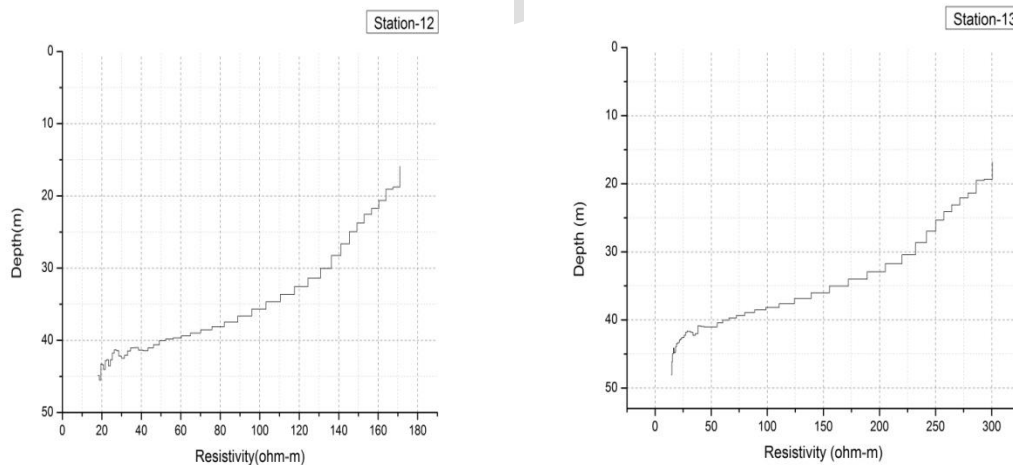 Station-12
0
10
20
30
40
50
Depth(m)
0 20 40 60 80 100 120 140 160 180
Resistivity(ohm-m)
Station-13
0
10
20
30
40
50
Depth (m)
0 50 100 150 200 250 300
Resistivity (ohm-m)